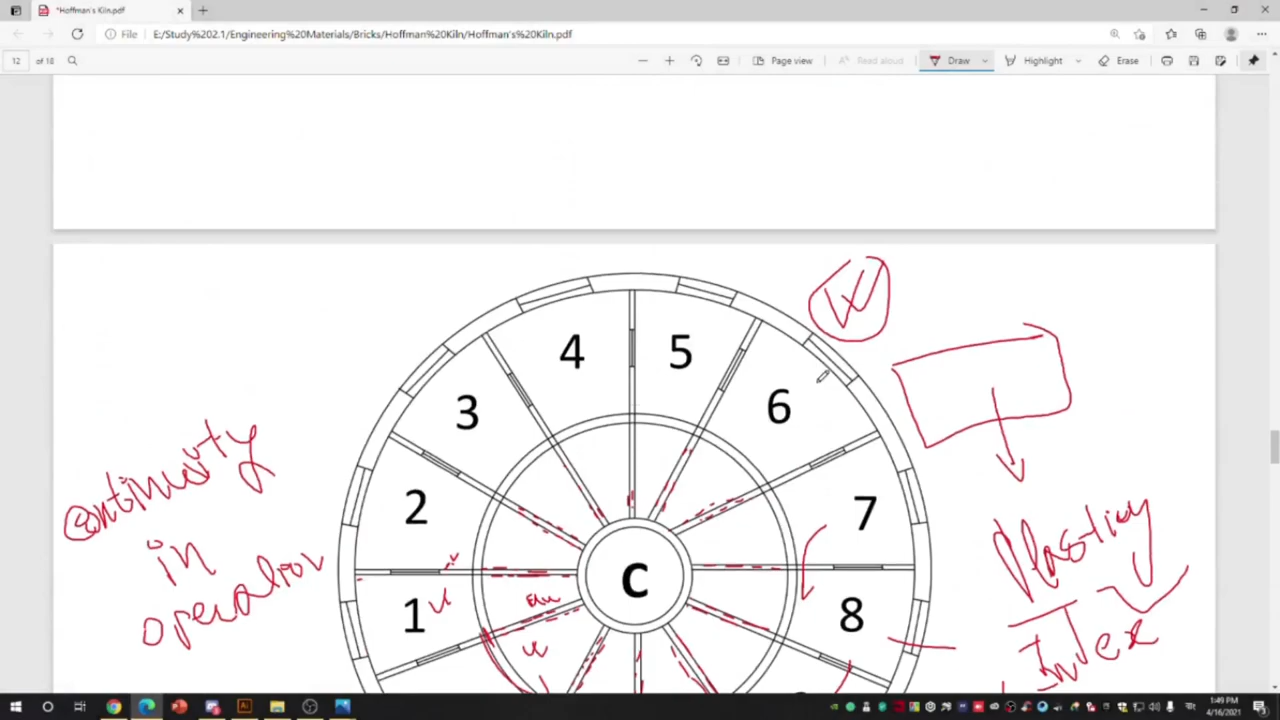 *Hoffman's Kiln.pdf
File E:/Study%202.1/Engineering%20Materials/Bricks/Hoffman%20Kiln/Hoffman's%20Kiln.pdf
12 of 18 Page view Read aloud Draw Highlight Erase
4 5
3 6
2 7
1 C 8
Continuity
in
operation
Plasticity
Index
1:49 PM
4/16/2021